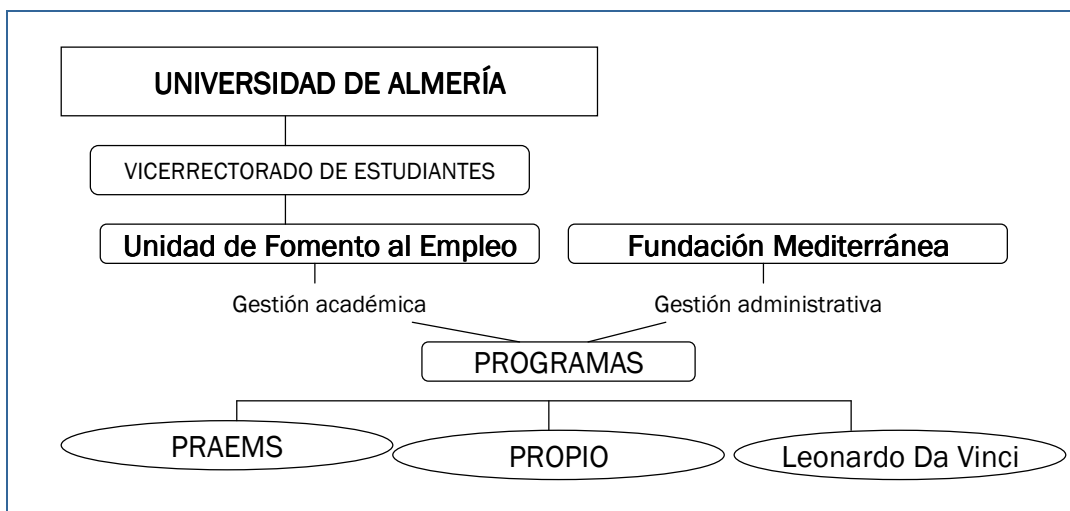 UNIVERSIDAD DE ALMERÍA
VICERRECTORADO DE ESTUDIANTES
Unidad de Fomento al Empleo
Fundación Mediterránea
Gestión académica
Gestión administrativa
PROGRAMAS
PRAEMS
PROPIO
Leonardo Da Vinci